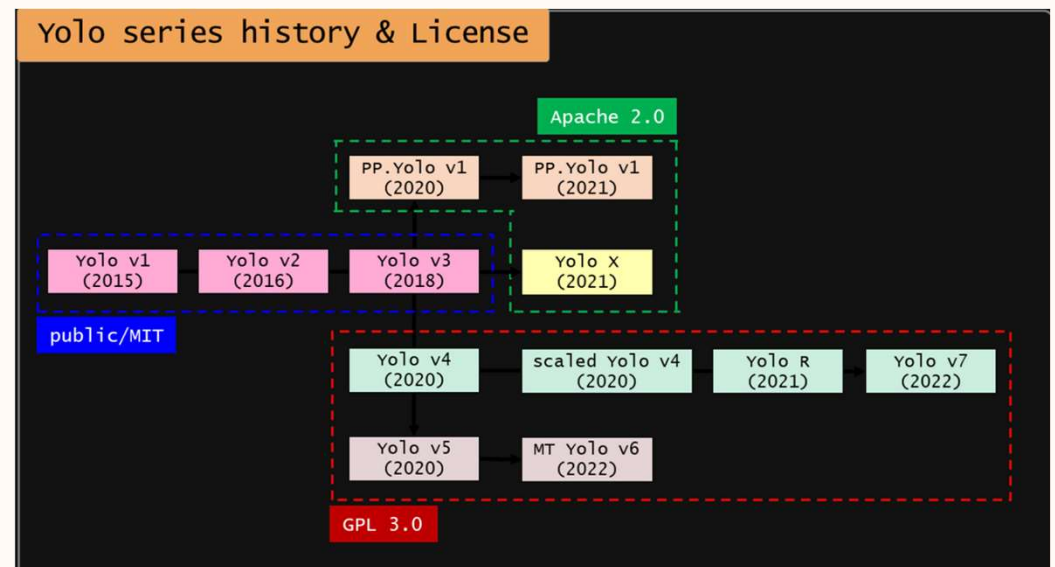 Yolo series history & License
Apache 2.0
PP.Yolo v1
(2020)
PP.Yolo v1
(2021)
Yolo v1
(2015)
Yolo v2
(2016)
Yolo v3
(2018)
Yolo X
(2021)
public/MIT
Yolo v4
(2020)
scaled Yolo v4
(2020)
Yolo R
(2021)
Yolo v7
(2022)
Yolo v5
(2020)
MT Yolo v6
(2022)
GPL 3.0